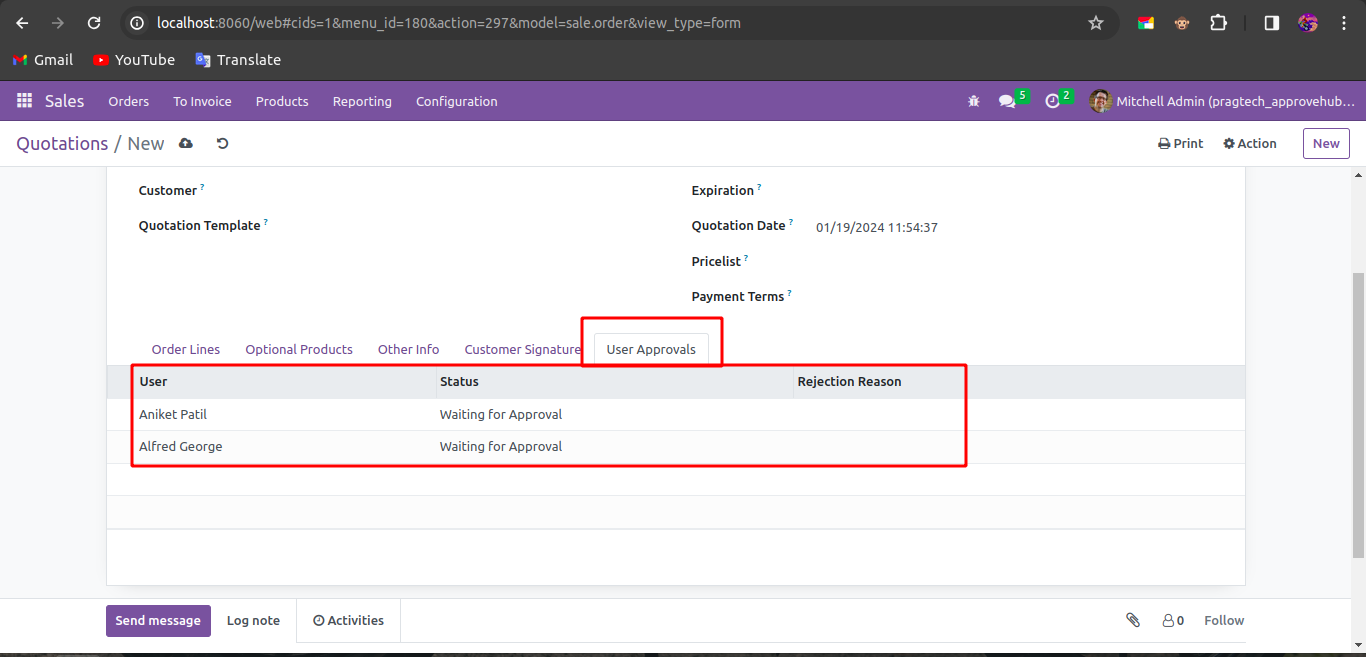 localhost:8060/web#cids=1&menu_id=180&action=297&model=sale.order&view_type=form
Gmail YouTube Translate
Sales Orders To Invoice Products Reporting Configuration 5 2 Mitchell Admin (pragtech_approvehub...
Quotations / New Print Action New
Customer ? Expiration ?
Quotation Template ? Quotation Date ? 01/19/2024 11:54:37
Pricelist ?
Payment Terms ?
Order Lines Optional Products Other Info Customer Signature User Approvals
User Status Rejection Reason
Aniket Patil Waiting for Approval
Alfred George Waiting for Approval
Send message Log note Activities 0 Follow